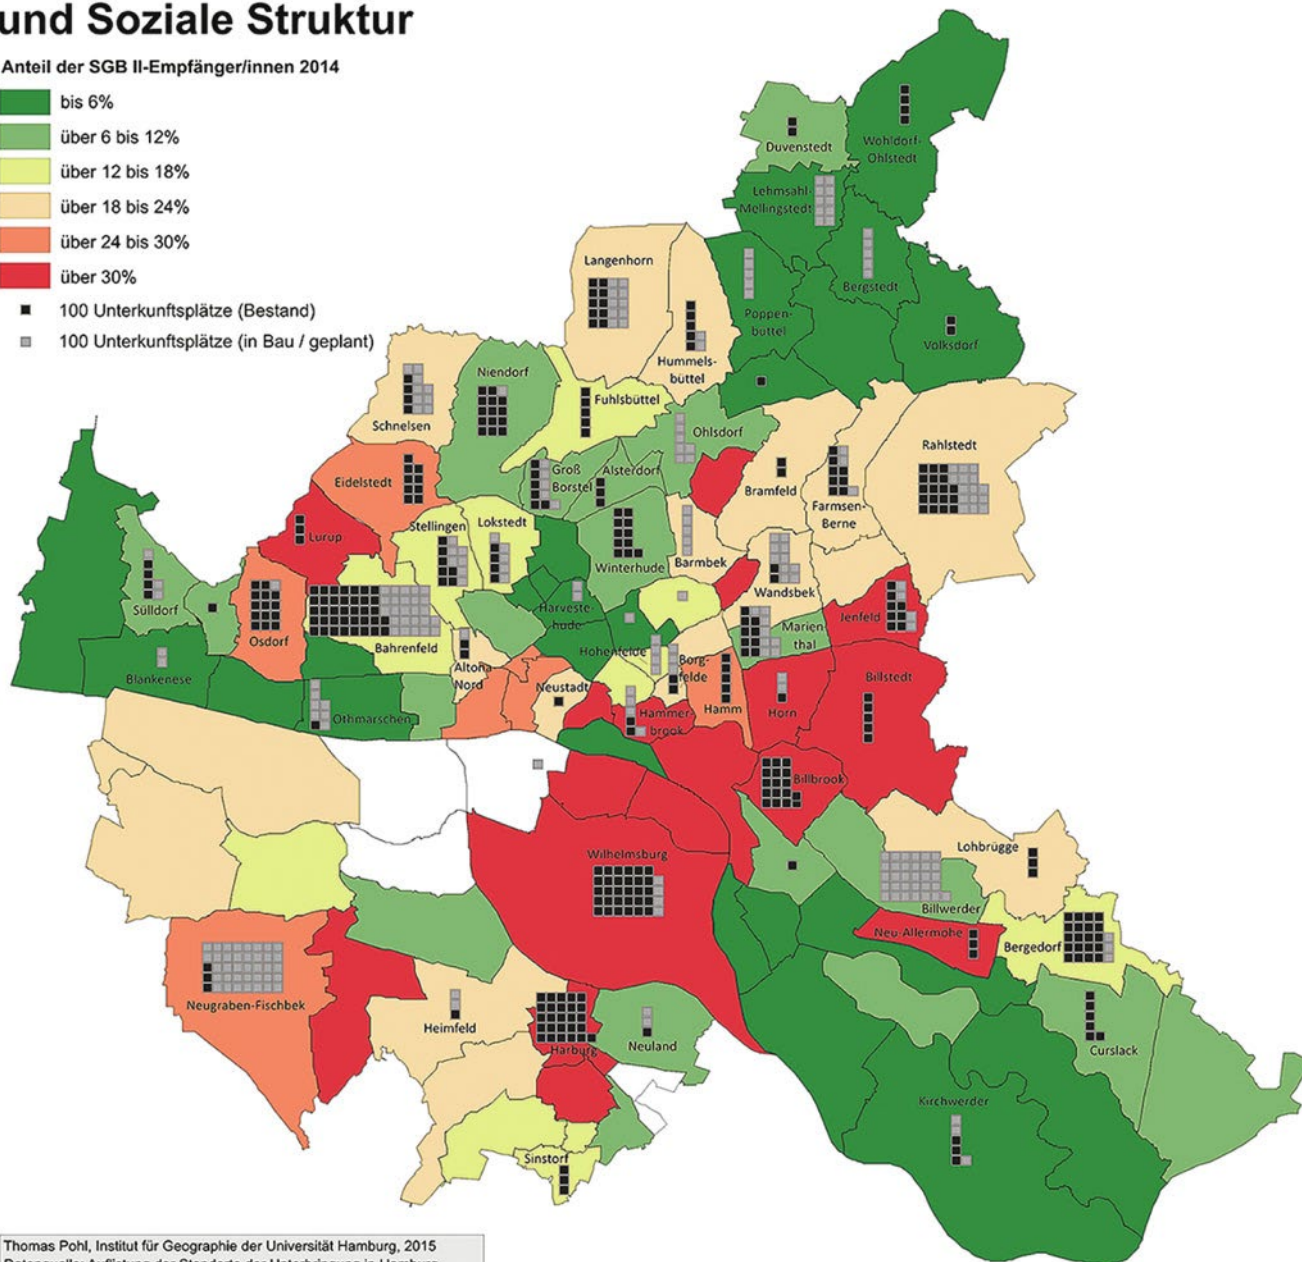 und Soziale Struktur
Anteil der SGB II-Empfänger/innen 2014
bis 6%
über 6 bis 12%
über 12 bis 18%
über 18 bis 24%
über 24 bis 30%
über 30%
100 Unterkunftsplätze (Bestand)
100 Unterkunftsplätze (in Bau / geplant)
Duvenstedt
Wohldorf-
Ohlstedt
Lehmsahl-
Mellingstedt
Bergstedt
Poppen-
büttel
Volksdorf
Langenhorn
Hummels-
büttel
Schnelsen
Niendorf
Fuhlsbüttel
Ohlsdorf
Rahlstedt
Eidelstedt
Groß
Borstel
Alsterdorf
Bramfeld
Farmsen-
Berne
Lurup
Stellingen
Lokstedt
Winterhude
Barmbek
Wandsbek
Sülldorf
Osdorf
Bahrenfeld
Harveste-
hude
Marien-
thal
Jenfeld
Blankenese
Othmarschen
Altona
Nord
Neustadt
Hohenfelde
Borg-
felde
Hammer-
brook
Hamm
Horn
Billstedt
Billbrook
Wilhelmsburg
Lohbrügge
Billwerder
Neu-Allermöhe
Bergedorf
Neugraben-Fischbek
Heimfeld
Harburg
Neuland
Curslack
Kirchwerder
Sinstorf
Thomas Pohl, Institut für Geographie der Universität Hamburg, 2015